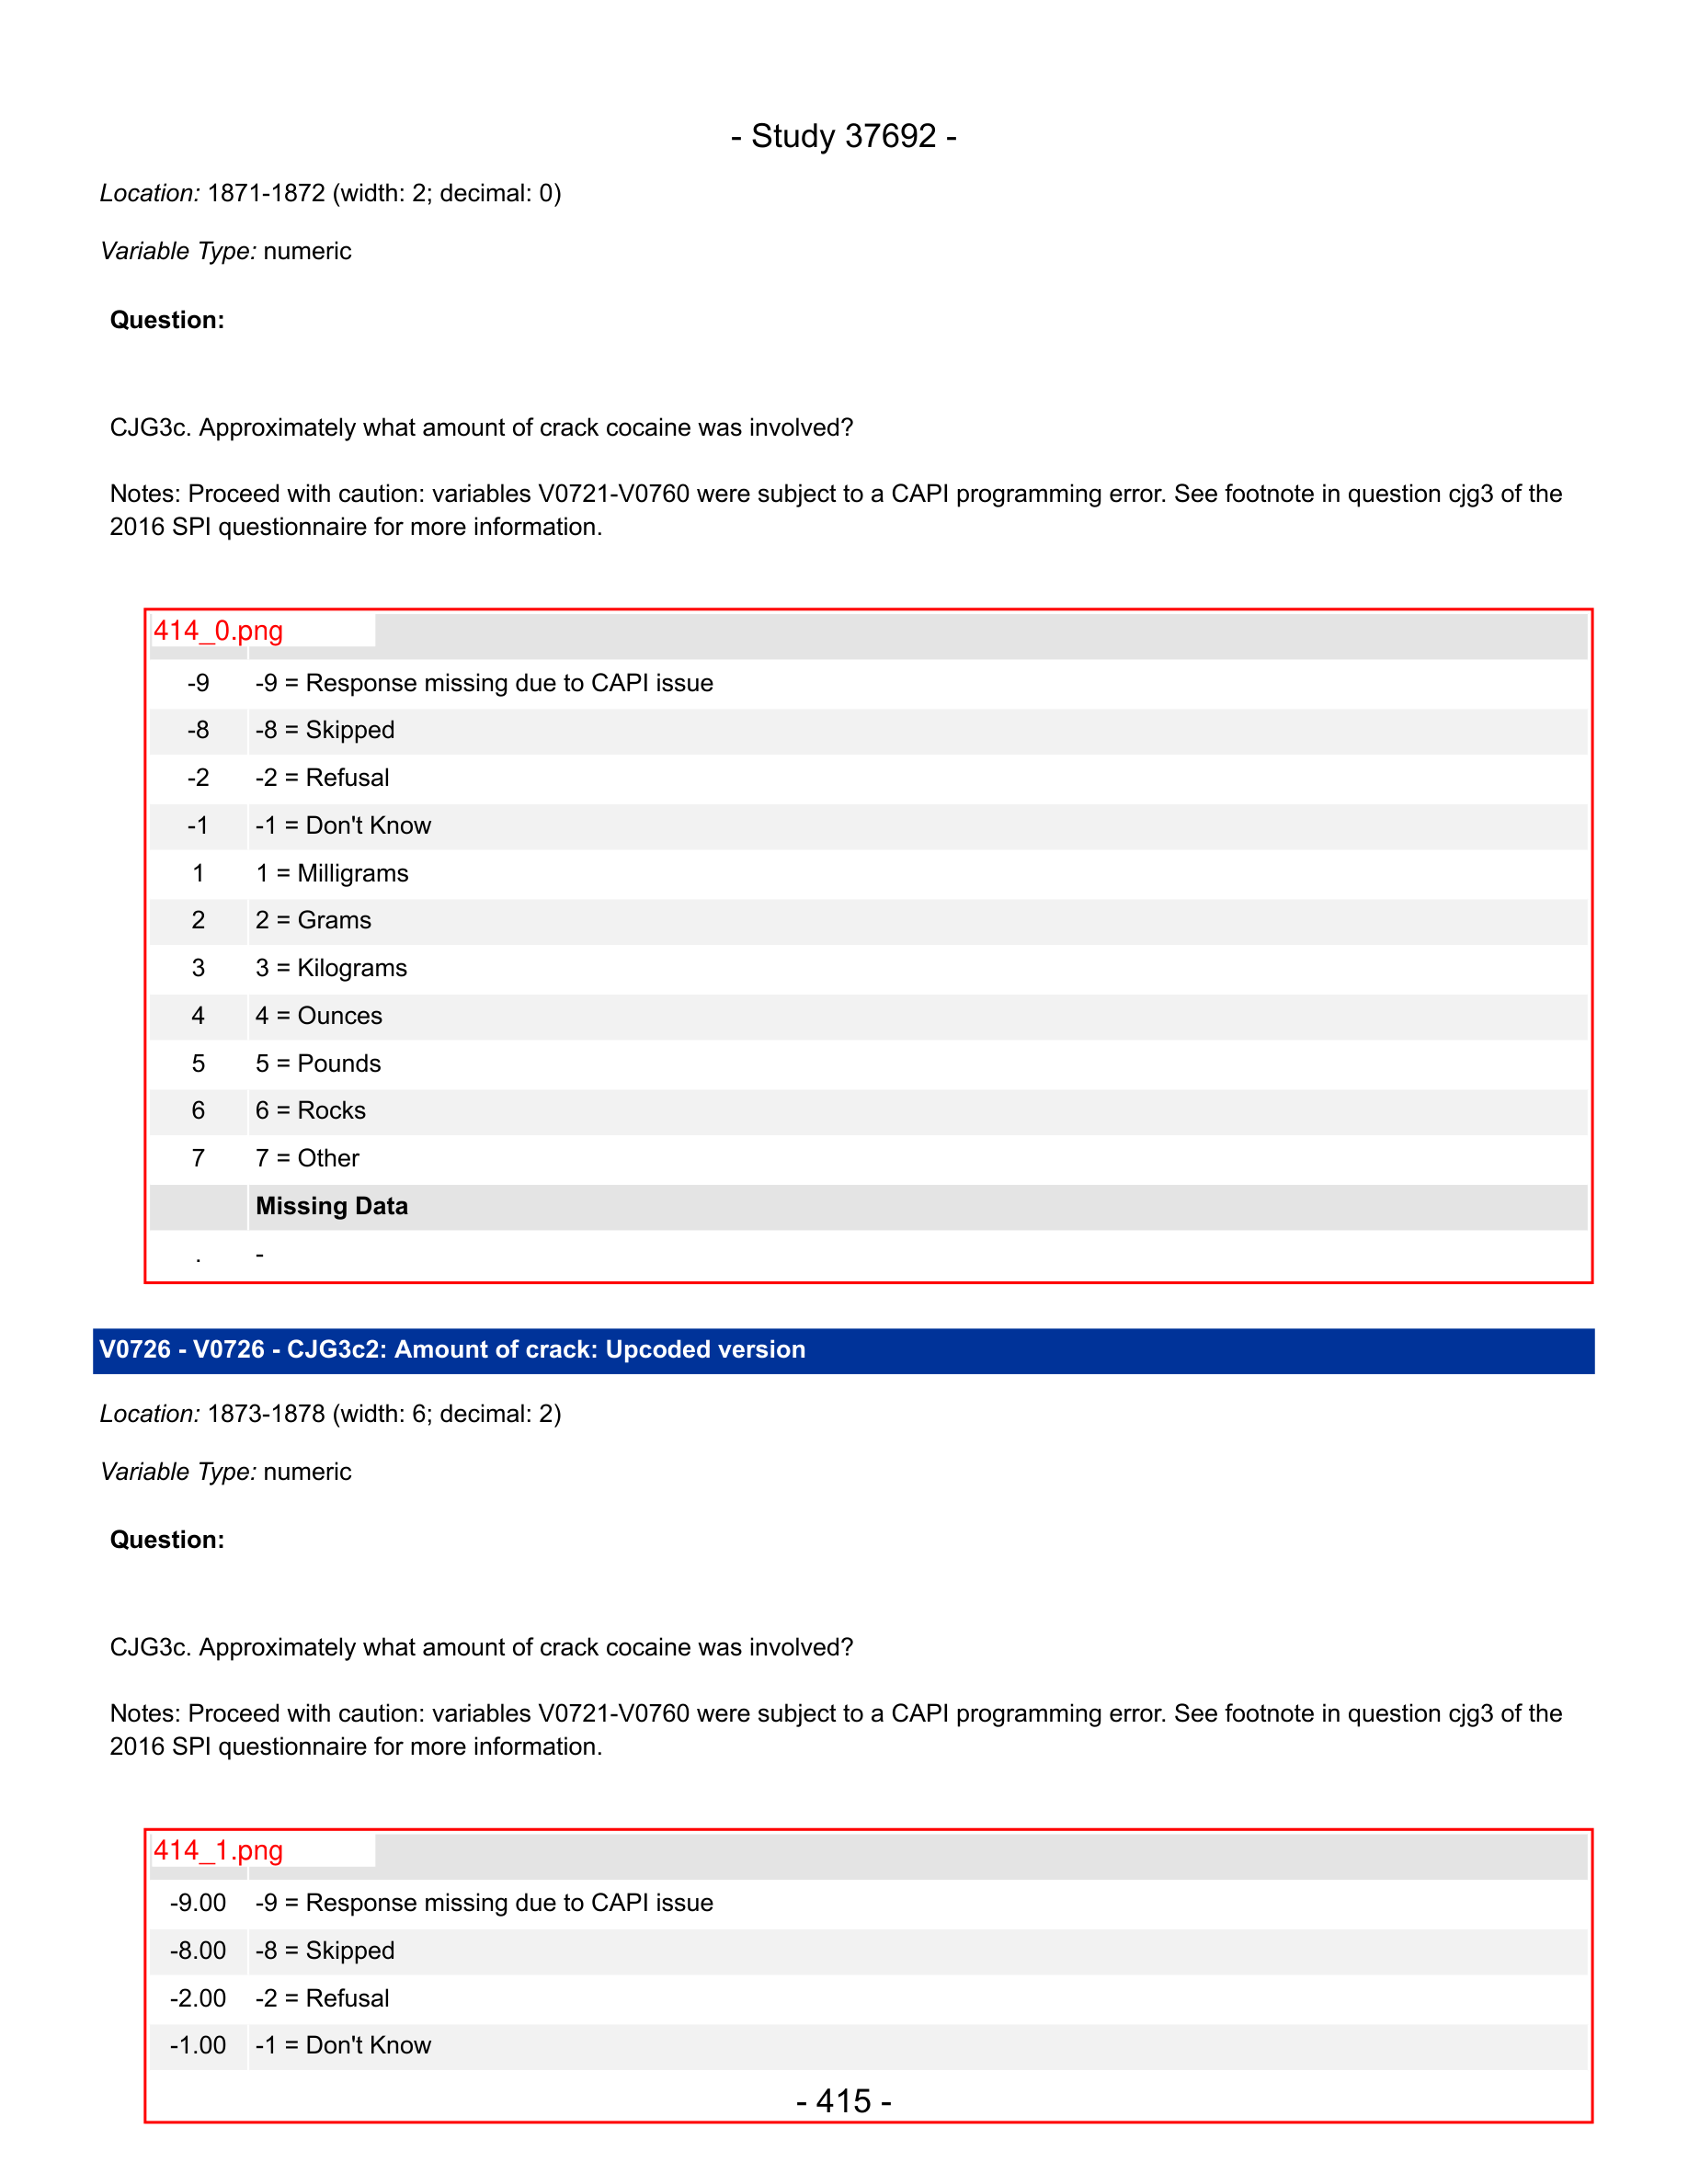 - Study 37692 -
Location: 1871-1872 (width: 2; decimal: 0)
Variable Type: numeric
Question:
CJG3c. Approximately what amount of crack cocaine was involved?
Notes: Proceed with caution: variables V0721-V0760 were subject to a CAPI programming error. See footnote in question cjg3 of the
2016 SPI questionnaire for more information.
414_0.png
-9 -9 = Response missing due to CAPI issue
-8 -8 = Skipped
-2 -2 = Refusal
-1 -1 = Don't Know
1 1 = Milligrams
2 2 = Grams
3 3 = Kilograms
4 4 = Ounces
5 5 = Pounds
6 6 = Rocks
7 7 = Other
Missing Data
. -
V0726 - V0726 - CJG3c2: Amount of crack: Upcoded version
Location: 1873-1878 (width: 6; decimal: 2)
Variable Type: numeric
Question:
CJG3c. Approximately what amount of crack cocaine was involved?
Notes: Proceed with caution: variables V0721-V0760 were subject to a CAPI programming error. See footnote in question cjg3 of the
2016 SPI questionnaire for more information.
414_1.png
-9.00 -9 = Response missing due to CAPI issue
-8.00 -8 = Skipped
-2.00 -2 = Refusal
-1.00 -1 = Don't Know
- 415 -